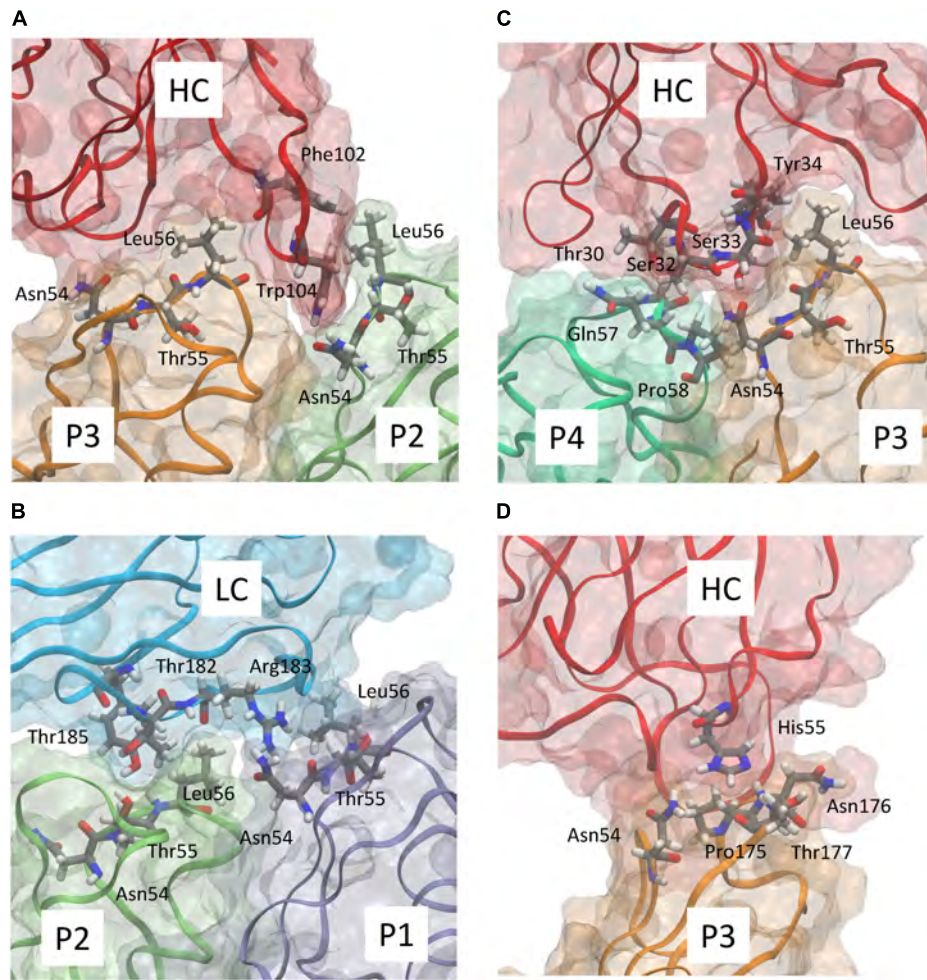 A
HC
Phe102
Leu56
Leu56
Asn54
Trp104
Thr55
Thr55
Asn54
P3
P2
C
HC
Tyr34
Leu56
Thr30
Ser33
Ser32
Gln57
Thr55
Pro58
Asn54
P4
P3
B
LC
Thr182
Arg183
Leu56
Thr185
Leu56
Thr55
Asn54
Thr55
Asn54
P2
P1
D
HC
His55
Asn176
Asn54
Pro175
Thr177
P3